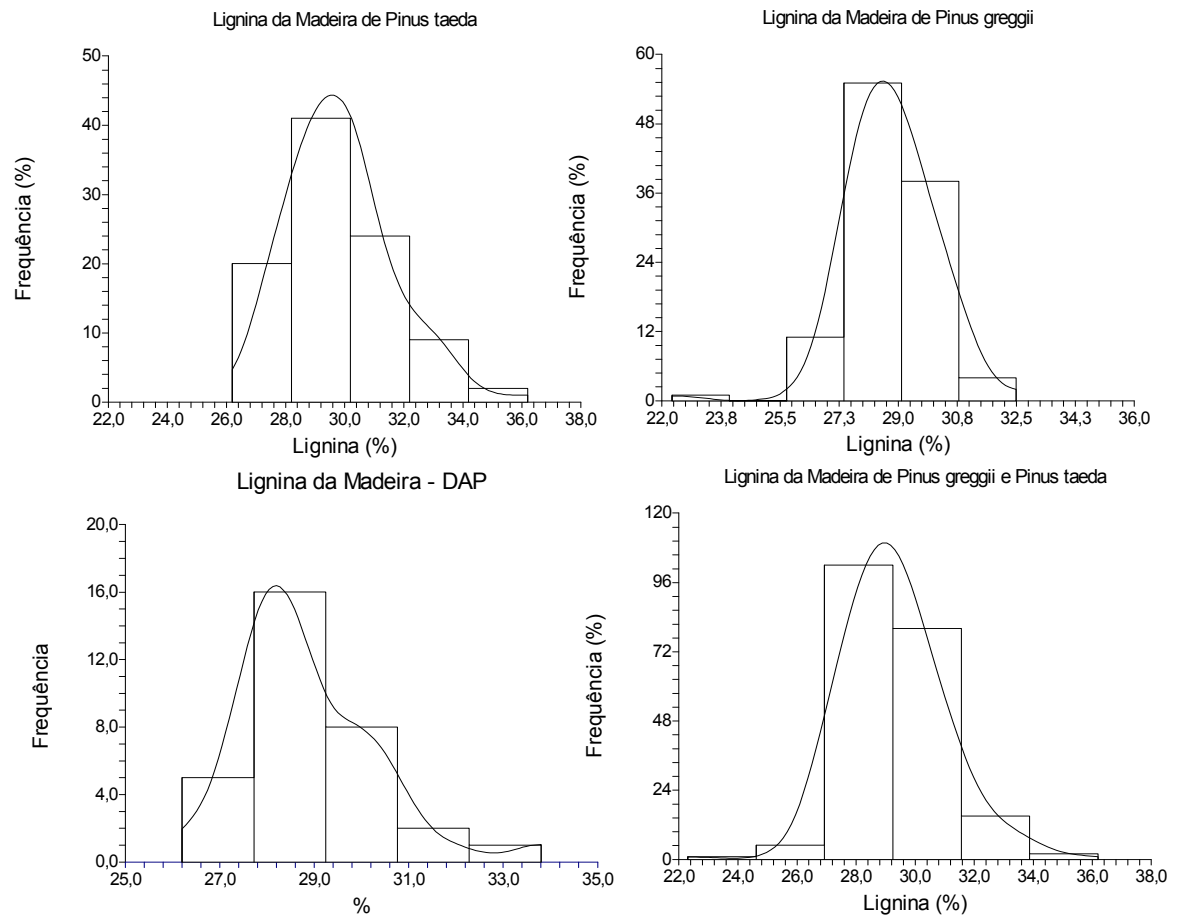 Lignina da Madeira de Pinus taeda
50
40
30
20
10
0
Frequência (%)
22,0 24,0 26,0 28,0 30,0 32,0 34,0 36,0 38,0
Lignina (%)
Lignina da Madeira de Pinus greggii
60
48
36
24
12
0
Frequência (%)
22,0 23,8 25,5 27,3 29,0 30,8 32,5 34,3 36,0
Lignina (%)
Lignina da Madeira - DAP
20,0
16,0
12,0
8,0
4,0
0,0
Frequência
25,0 27,0 29,0 31,0 33,0 35,0
%
Lignina da Madeira de Pinus greggii e Pinus taeda
120
96
72
48
24
0
Frequência (%)
22,0 24,0 26,0 28,0 30,0 32,0 34,0 36,0 38,0
Lignina (%)